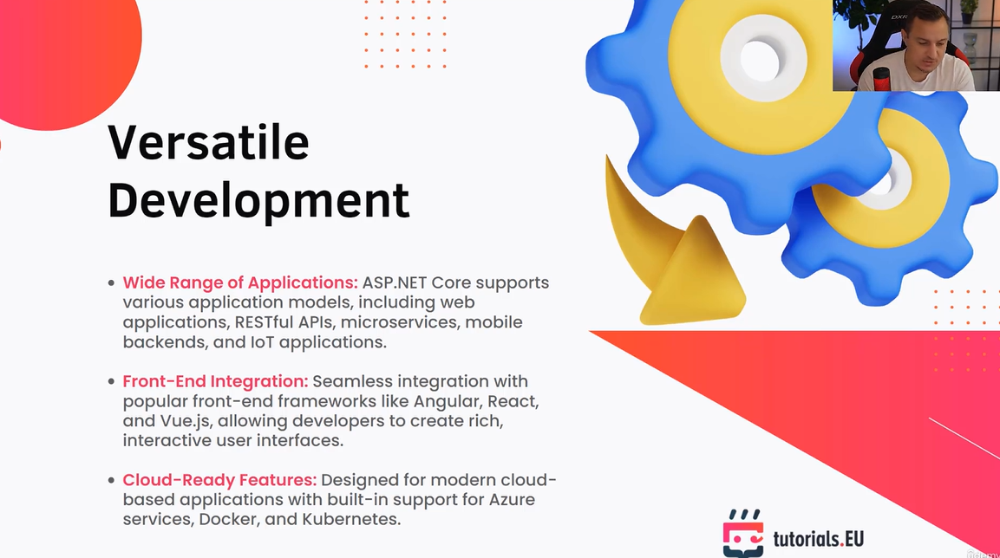 DXR
Versatile
Development
• Wide Range of Applications: ASP.NET Core supports
various application models, including web
applications, RESTful APIs, microservices, mobile
backends, and IoT applications.
• Front-End Integration: Seamless integration with
popular front-end frameworks like Angular, React,
and Vue.js, allowing developers to create rich,
interactive user interfaces.
• Cloud-Ready Features: Designed for modern cloud-
based applications with built-in support for Azure
services, Docker, and Kubernetes.
tutorials.EU
ûdemy